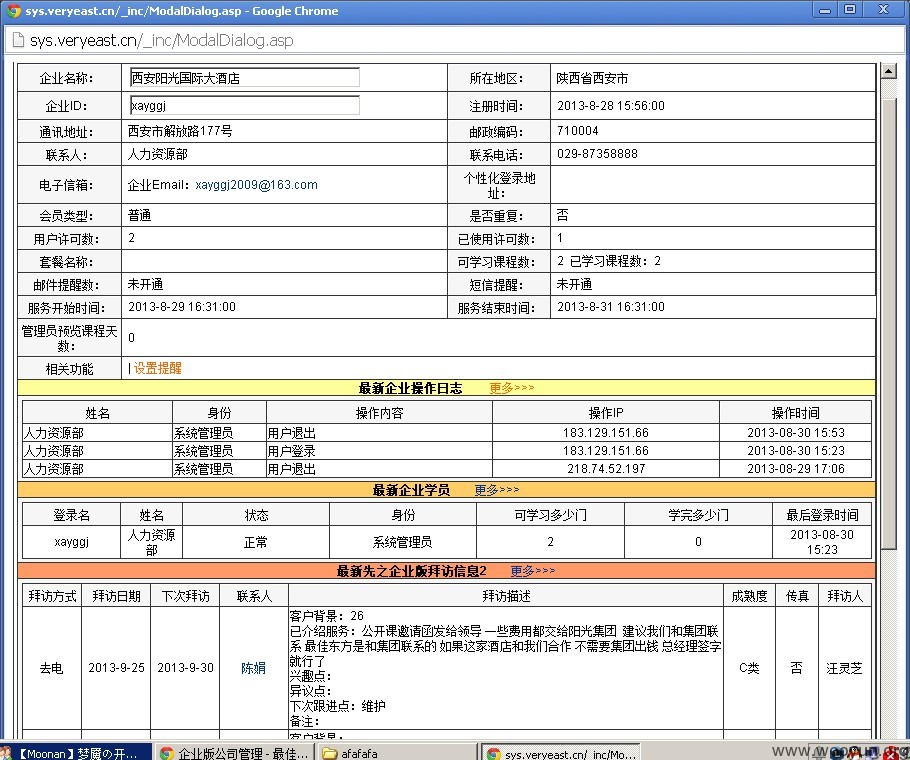 sys.veryeast.cn/_inc/ModalDialog.asp - Google Chrome
sys.veryeast.cn/_inc/ModalDialog.asp
企业名称： 西安阳光国际大酒店 所在地区： 陕西省西安市
企业ID： xayggj 注册时间： 2013-8-28 15:56:00
通讯地址： 西安市解放路177号 邮政编码： 710004
联系人： 人力资源部 联系电话： 029-87358888
电子信箱： 企业Email：xayggj2009@163.com 个性化登录地
址：
会员类型： 普通 是否重复： 否
用户许可数： 2 已使用许可数： 1
套餐名称： 可学习课程数： 2 已学习课程数：2
邮件提醒数： 未开通 短信提醒： 未开通
服务开始时间： 2013-8-29 16:31:00 服务结束时间： 2013-8-31 16:31:00
管理员预览课程天
数： 0
相关功能 | 设置提醒
最新企业操作日志 更多>>>
姓名 身份 操作内容 操作IP 操作时间
人力资源部 系统管理员 用户退出 183.129.151.66 2013-08-30 15:53
人力资源部 系统管理员 用户登录 183.129.151.66 2013-08-30 15:23
人力资源部 系统管理员 用户退出 218.74.52.197 2013-08-29 17:06
最新企业学员 更多>>>
登录名 姓名 状态 身份 可学习多少门 学完多少门 最后登录时间
xayggj 人力资源
部 正常 系统管理员 2 0 2013-08-30
15:23
最新先之企业版拜访信息2 更多>>>
拜访方式 拜访日期 下次拜访 联系人 拜访描述 成熟度 传真 拜访人
去电 2013-9-25 2013-9-30 陈娟 客户背景：26
已介绍服务：公开课邀请函发给领导 一些费用都交给阳光集团 建议我们和集团联
系 最佳东方是和集团联系的 如果这家酒店和我们合作 不需要集团出钱 总经理签字
就行了
兴趣点：
异议点：
下次跟进点：维护
备注：
C类 否 汪灵芝
客户背景：
【Moonan】梦魇の开... 企业版公司管理 - 最佳... afafafa sys.veryeast.cn/_inc/Mo...
www.wooyun.org